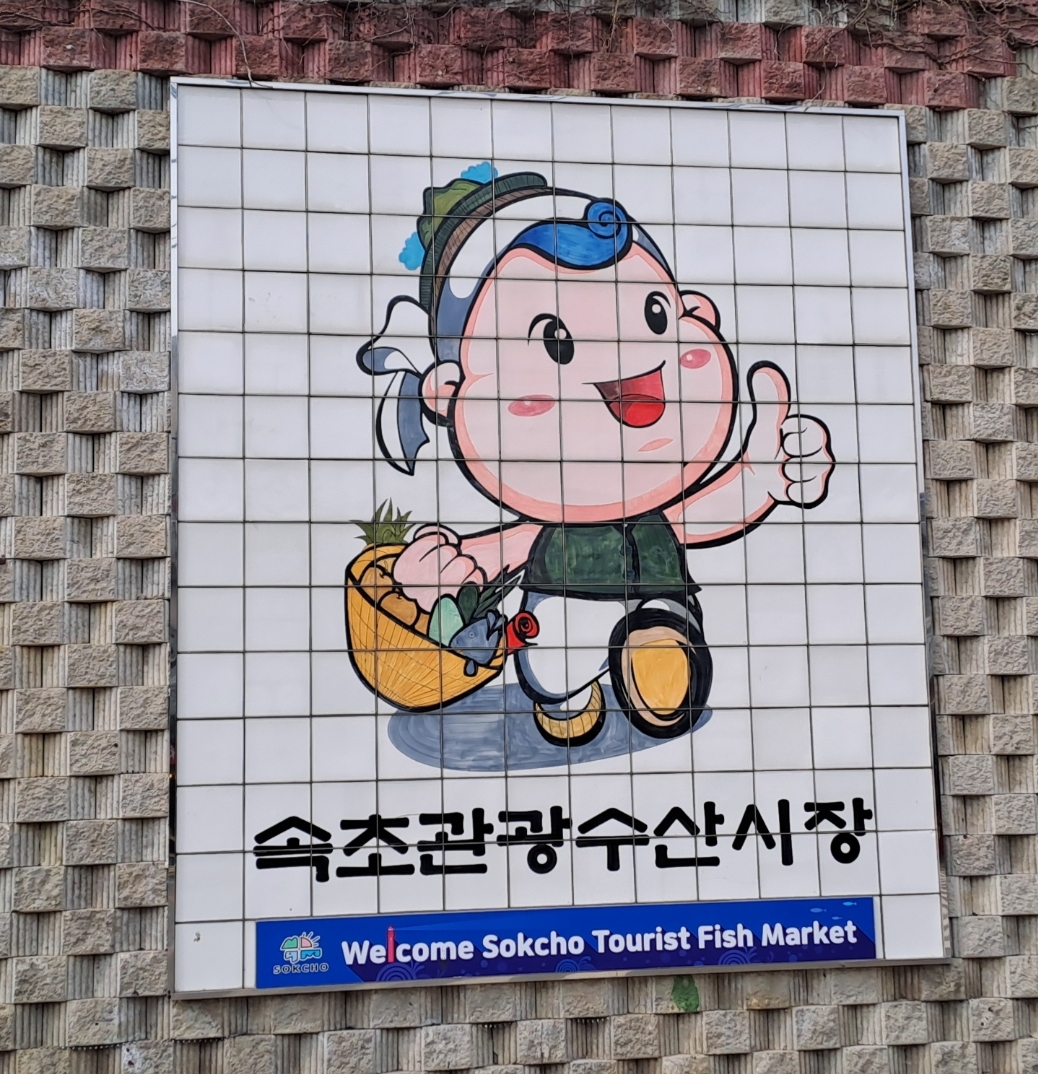 속초관광수산시장
SOKCHO
Welcome Sokcho Tourist Fish Market